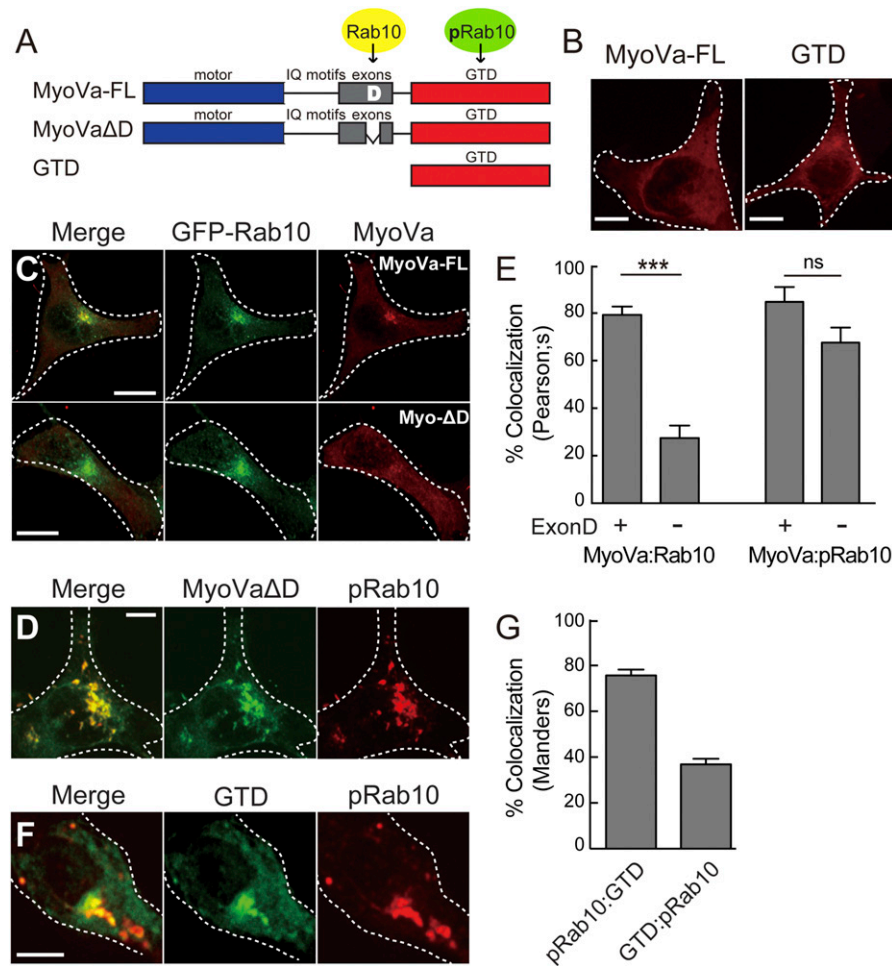 A
Rab10
pRab10
motor IQ motifs exons GTD
MyoVa-FL
D
motor IQ motifs exons GTD
MyoVaΔD
GTD
GTD
B
MyoVa-FL GTD
Merge GFP-Rab10 MyoVa
C
MyoVa-FL
Myo-ΔD
E
% Colocalization
(Pearson;s)
100
80
60
40
20
0
*** ns
ExonD + - + -
MyoVa:Rab10 MyoVa:pRab10
Merge MyoVaΔD pRab10
D
Merge GTD pRab10
F
G
% Colocalization
(Manders)
100
80
60
40
20
0
pRab10:GTD
GTD:pRab10